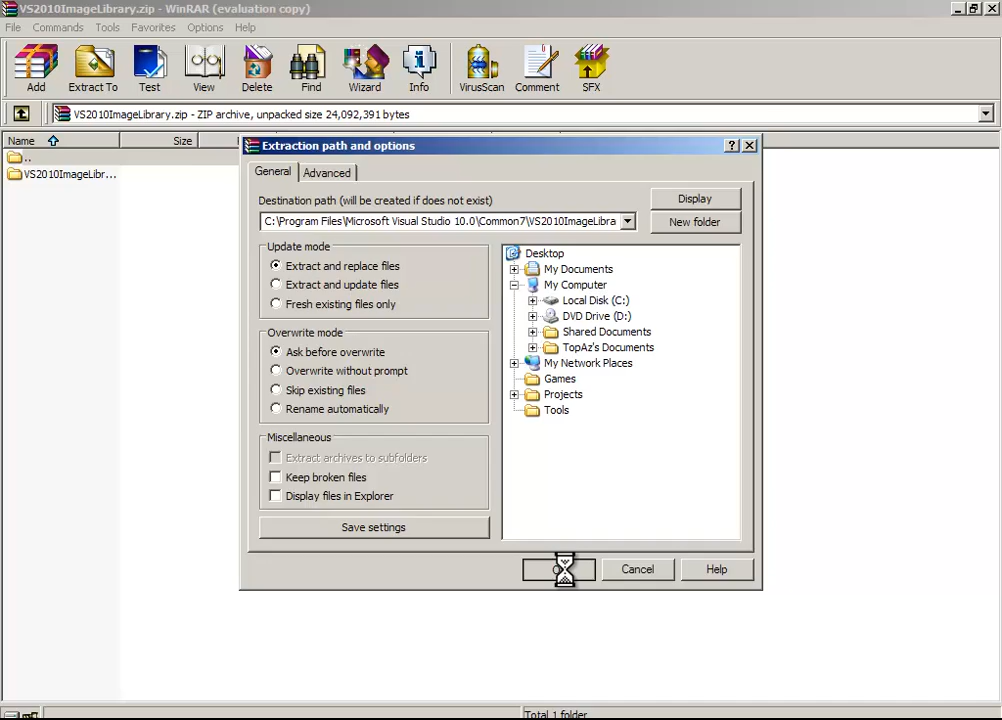 VS2010ImageLibrary.zip - WinRAR (evaluation copy)
File Commands Tools Favorites Options Help
Add Extract To Test View Delete Find Wizard Info VirusScan Comment SFX
VS2010ImageLibrary.zip - ZIP archive, unpacked size 24,092,391 bytes
Name Size
..
VS2010ImageLibr...
Extraction path and options
General Advanced
Destination path (will be created if does not exist)
Display
C:\Program Files\Microsoft Visual Studio 10.0\Common7\VS2010ImageLibra
New folder
Update mode
Extract and replace files
Extract and update files
Fresh existing files only
Overwrite mode
Ask before overwrite
Overwrite without prompt
Skip existing files
Rename automatically
Miscellaneous
Extract archives to subfolders
Keep broken files
Display files in Explorer
Save settings
Desktop
My Documents
My Computer
Local Disk (C:)
DVD Drive (D:)
Shared Documents
TopAz's Documents
My Network Places
Games
Projects
Tools
Cancel Help
Total 1 folder